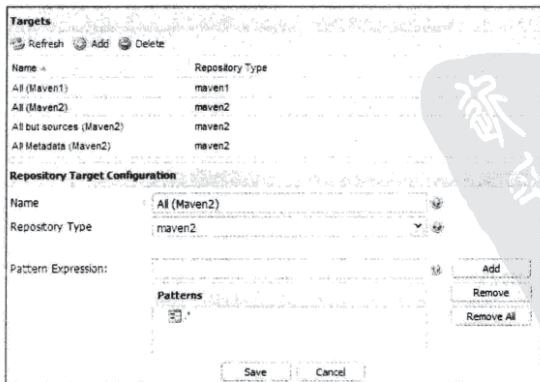 Targets
Refresh Add Delete
Name Repository Type
All (Maven1) maven1
All (Maven2) maven2
All but sources (Maven2) maven2
All Metadata (Maven2) maven2
Repository Target Configuration
Name All (Maven2)
Repository Type maven2
Pattern Expression: Add
Patterns Remove
.* Remove All
Save Cancel